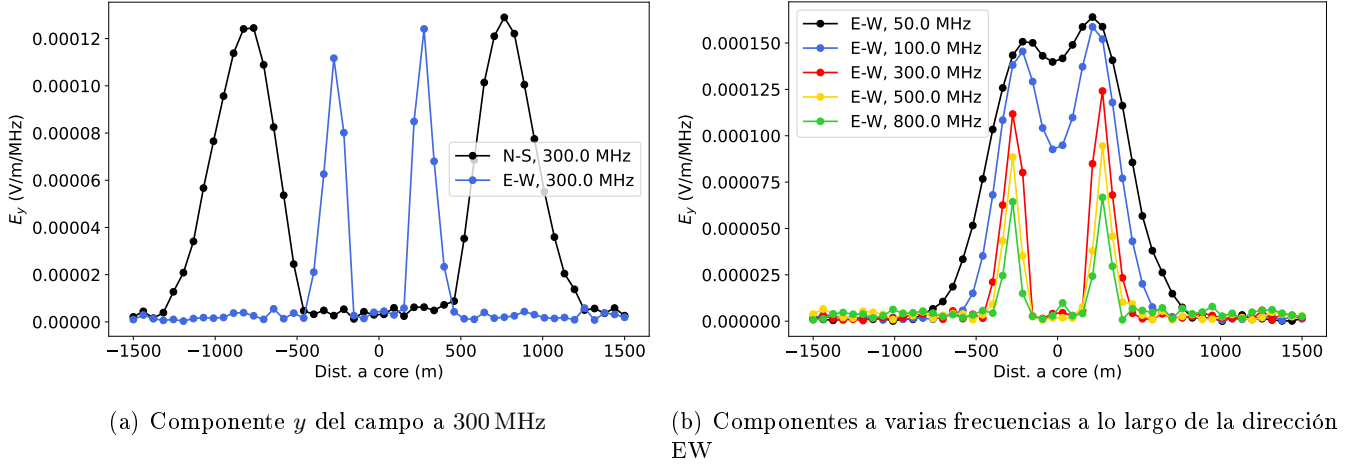 0.00012
0.00010
0.00008
0.00006
0.00004
0.00002
0.00000
E_y (V/m/MHz)
N-S, 300.0 MHz
E-W, 300.0 MHz
−1500 −1000 −500 0 500 1000 1500
Dist. a core (m)
(a) Componente y del campo a 300 MHz
0.000150
0.000125
0.000100
0.000075
0.000050
0.000025
0.000000
E_y (V/m/MHz)
E-W, 50.0 MHz
E-W, 100.0 MHz
E-W, 300.0 MHz
E-W, 500.0 MHz
E-W, 800.0 MHz
−1500 −1000 −500 0 500 1000 1500
Dist. a core (m)
(b) Componentes a varias frecuencias a lo largo de la dirección
EW